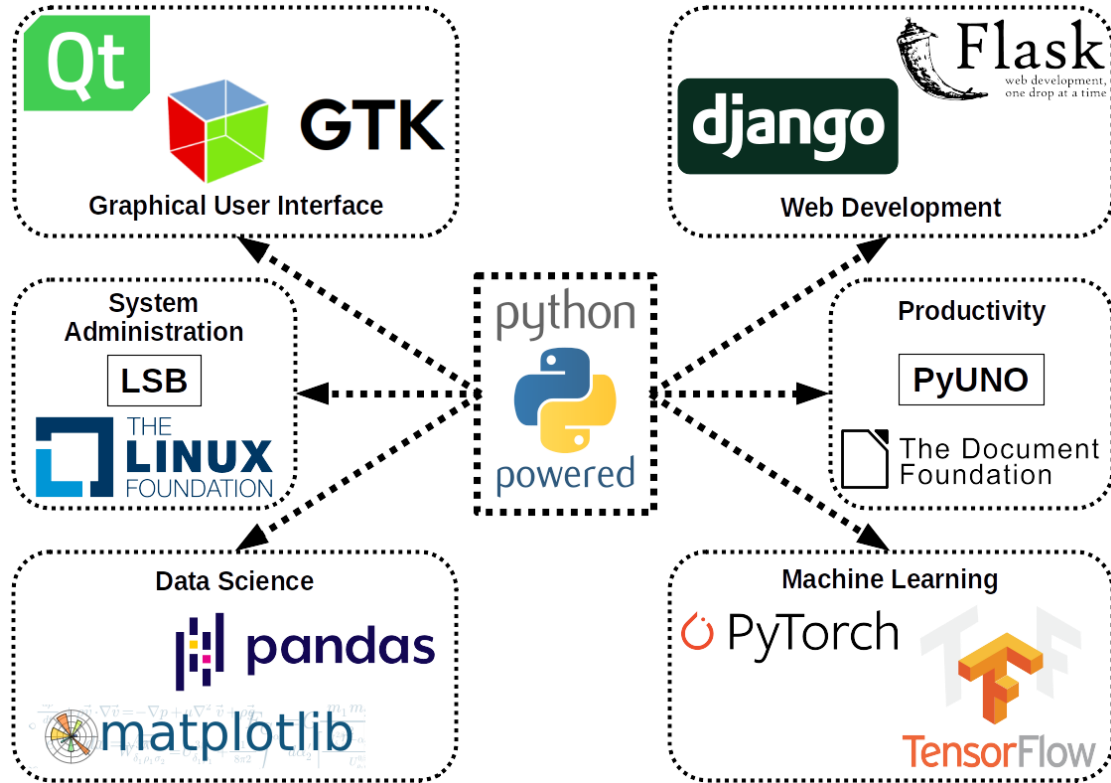 Qt
GTK
Graphical User Interface
Flask
web development,
one drop at a time
django
Web Development
System
Administration
LSB
THE
LINUX
FOUNDATION
python
powered
Productivity
PyUNO
The Document
Foundation
Data Science
pandas
matplotlib
Machine Learning
PyTorch
TF
TensorFlow